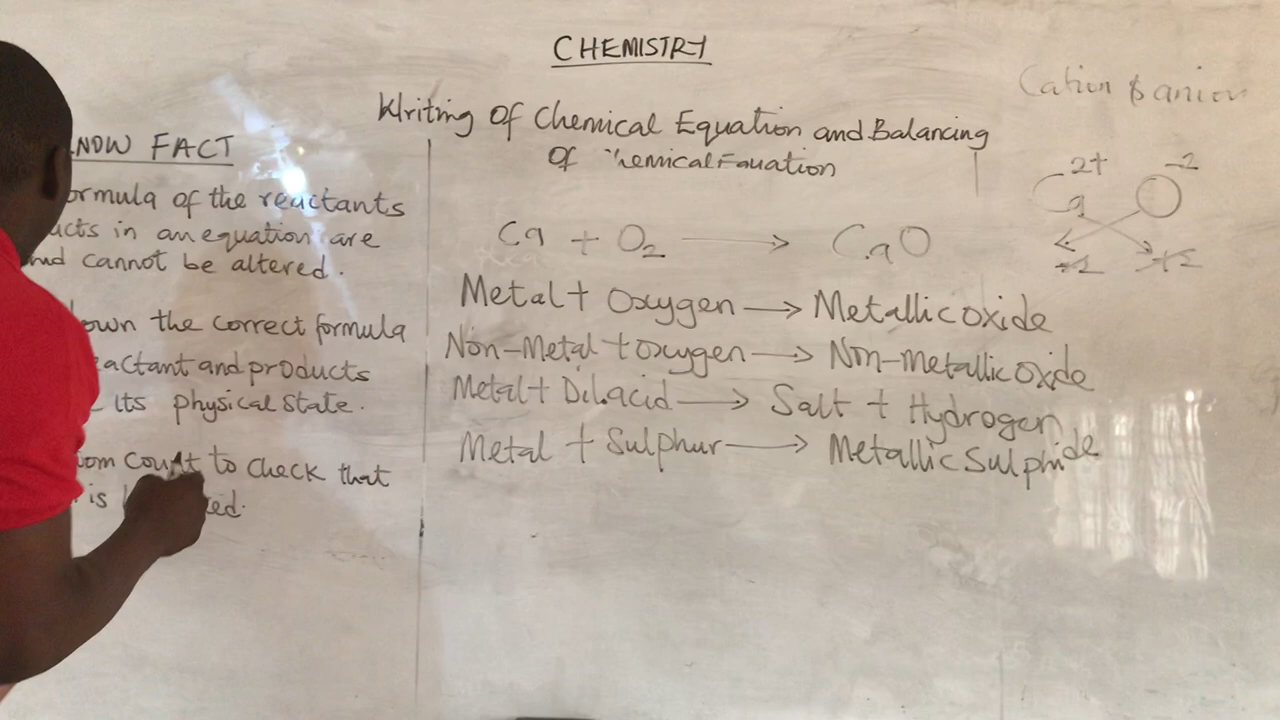 CHEMISTRY
Cation & anion
Writing Of Chemical Equation and Balancing
Of Chemical Equation
NOW FACT
ormula of the reactants
ucts in an equation are
and cannot be altered.
own the correct formula
actant and products
its physical state.
om count to check that
is
Ca + O2 → CaO
Metal + Oxygen → Metallic oxide
Non-Metal + oxygen → Non-metallic oxide
Metal + Dil.acid → Salt + Hydrogen
Metal + Sulphur → Metallic Sulphide
2+ -2
Ca O